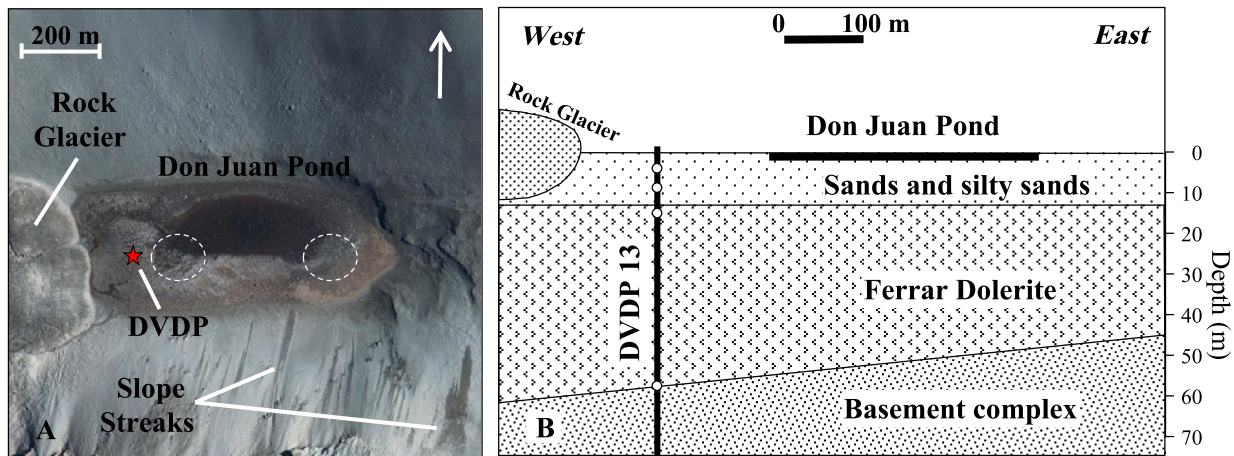 200 m
Rock
Glacier
Don Juan Pond
DVDP
Slope
Streaks
A
West
0 100 m
East
Rock Glacier
Don Juan Pond
0
Sands and silty sands
10
20
DVDP 13
Ferrar Dolerite
30
40
50
Basement complex
60
70
Depth (m)
B